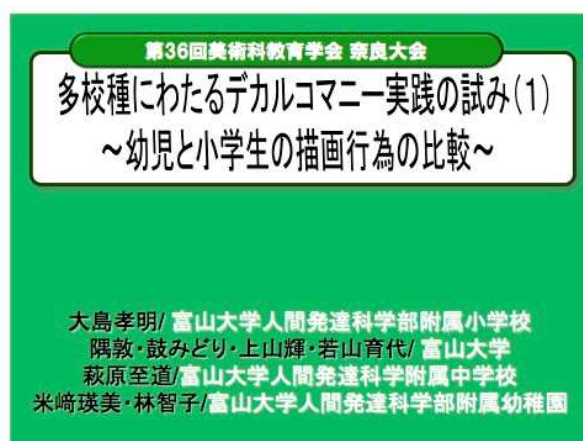 第36回美術科教育学会 奈良大会
多校種にわたるデカルコマニー実践の試み(1)
~幼児と小学生の描画行為の比較~
大島孝明/ 富山大学人間発達科学部附属小学校
隅敦・鼓みどり・上山輝・若山育代/ 富山大学
萩原至道/富山大学人間発達科学附属中学校
米﨑瑛美・林智子/富山大学人間発達科学部附属幼稚園